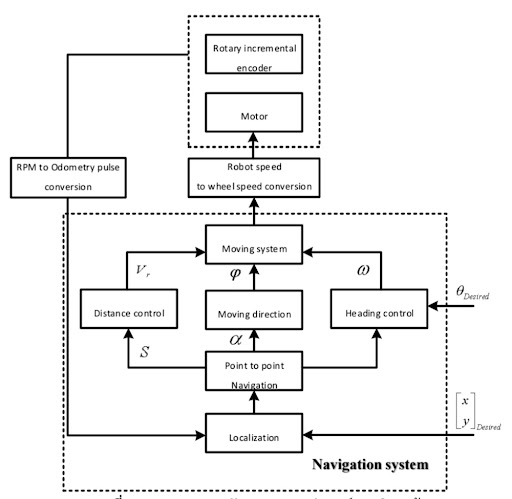 Rotary incremental
encoder
Motor
RPM to Odometry pulse
conversion
Robot speed
to wheel speed conversion
Moving system
V_r
φ
ω
Distance control
Moving direction
Heading control
θ_Desired
S
α
Point to point
Navigation
Localization
[x
y]_Desired
Navigation system